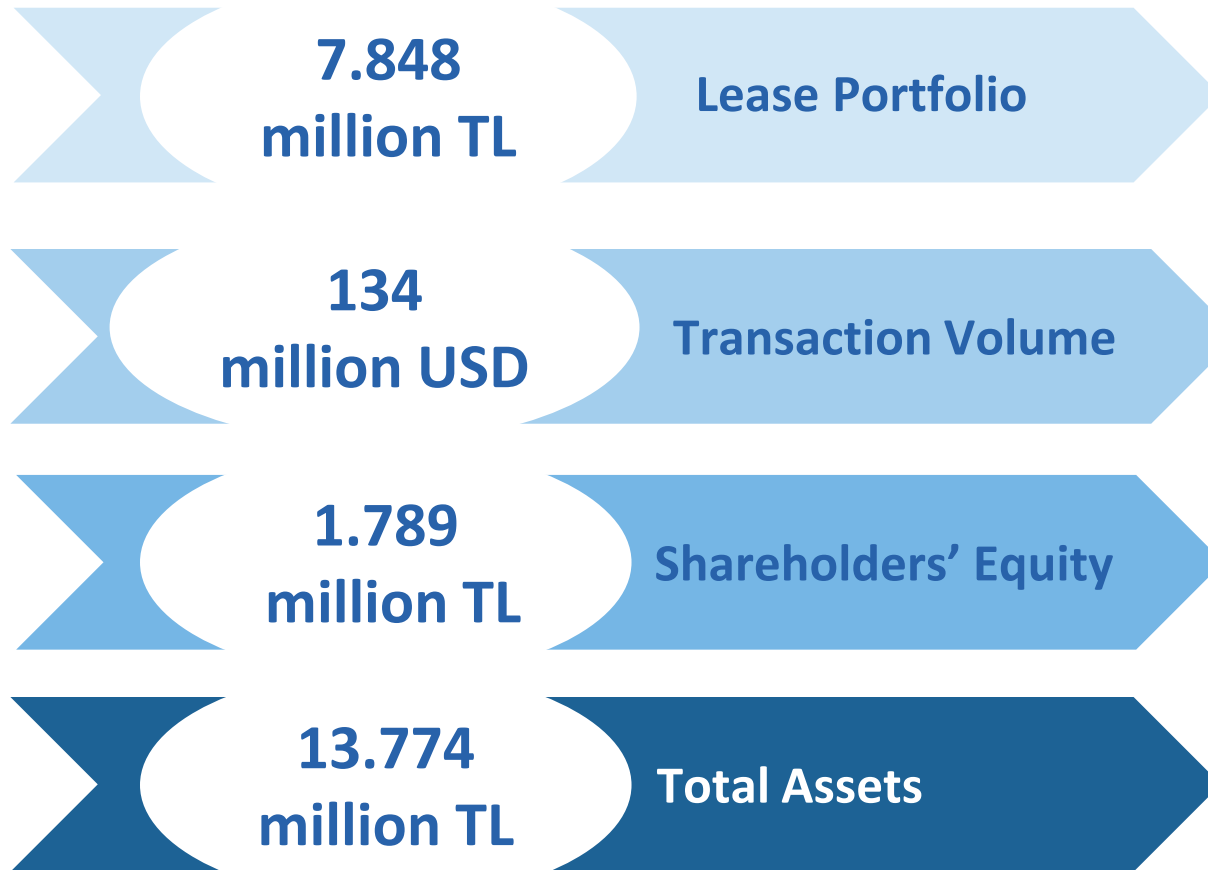 7.848
million TL
Lease Portfolio
134
million USD
Transaction Volume
1.789
million TL
Shareholders’ Equity
13.774
million TL
Total Assets